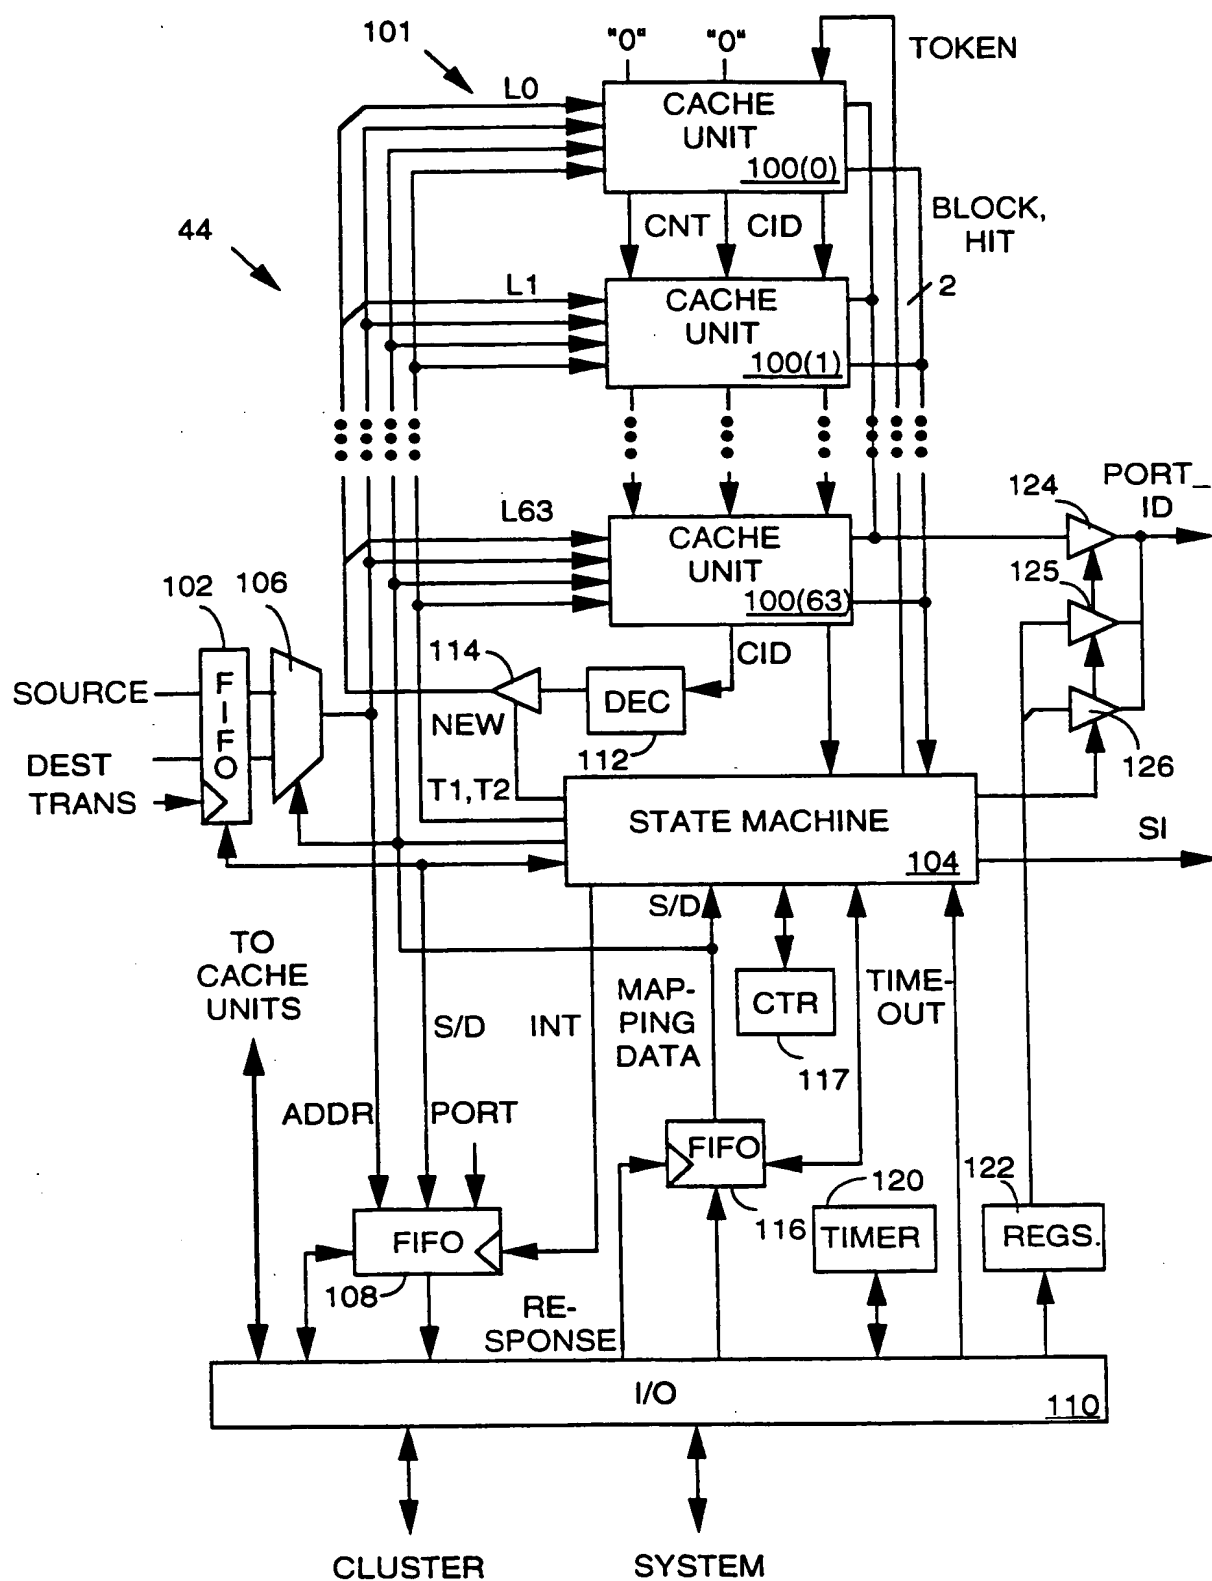 101
"0"
"0"
TOKEN
L0
CACHE
UNIT
100(0)
44
CNT
CID
BLOCK,
HIT
L1
CACHE
UNIT
100(1)
2
L63
CACHE
UNIT
100(63)
124
PORT_
ID
125
102
106
114
CID
SOURCE
FIFO
DEC
NEW
112
126
DEST
TRANS
T1,T2
STATE MACHINE
104
SI
S/D
TO
CACHE
UNITS
S/D
INT
MAP-
PING
DATA
CTR
117
TIME-
OUT
ADDR
PORT
FIFO
116
120
TIMER
122
REGS.
FIFO
108
RE-
SPONSE
I/O
110
CLUSTER
SYSTEM